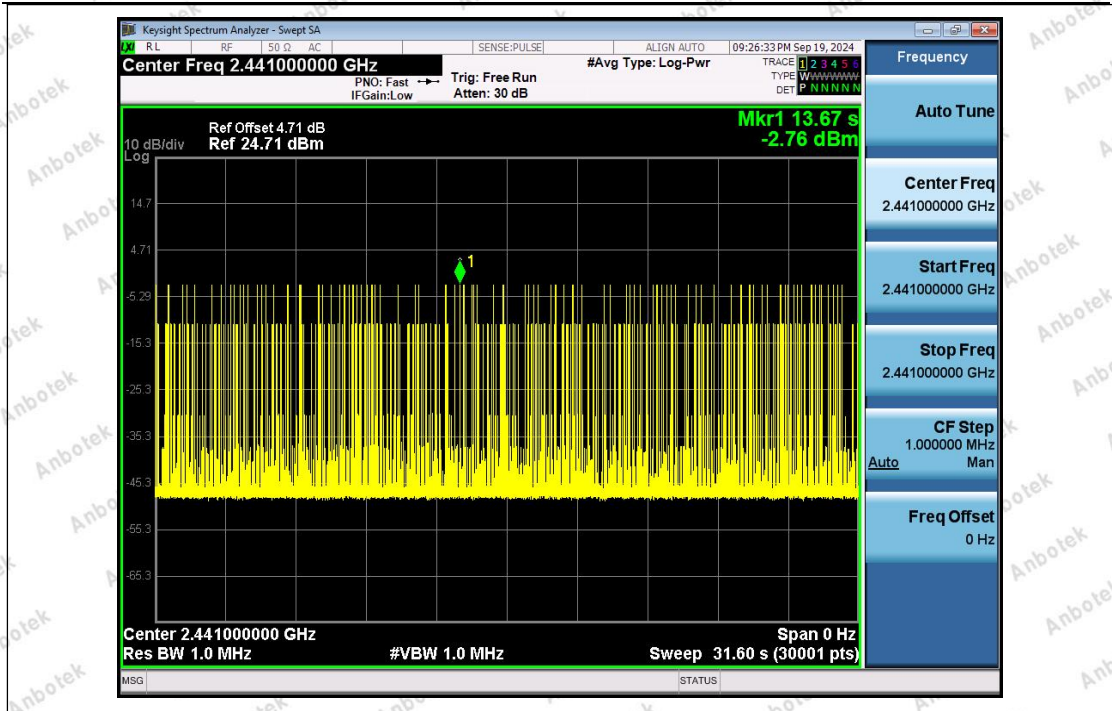 Keysight Spectrum Analyzer - Swept SA
LXI RL RF 50 Ω AC SENSE:PULSE ALIGN AUTO 09:26:33 PM Sep 19, 2024
Center Freq 2.441000000 GHz
PNO: Fast
IFGain:Low
Trig: Free Run
Atten: 30 dB
#Avg Type: Log-Pwr
TRACE 1 2 3 4 5 6
TYPE WWWWWW
DET P N N N N N
Mkr1 13.67 s
-2.76 dBm
Ref Offset 4.71 dB
10 dB/div Ref 24.71 dBm
Log
14.7
4.71
-5.29
-15.3
-25.3
-35.3
-45.3
-55.3
-65.3
1
Center 2.441000000 GHz Span 0 Hz
Res BW 1.0 MHz #VBW 1.0 MHz Sweep 31.60 s (30001 pts)
MSG STATUS
Frequency
Auto Tune
Center Freq
2.441000000 GHz
Start Freq
2.441000000 GHz
Stop Freq
2.441000000 GHz
CF Step
1.000000 MHz
Auto Man
Freq Offset
0 Hz
Anbotek